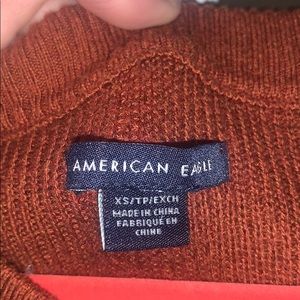 AMERICAN EAGLE
XS/TP/EXCH
MADE IN CHINA
FABRIQUÉ EN
CHINE